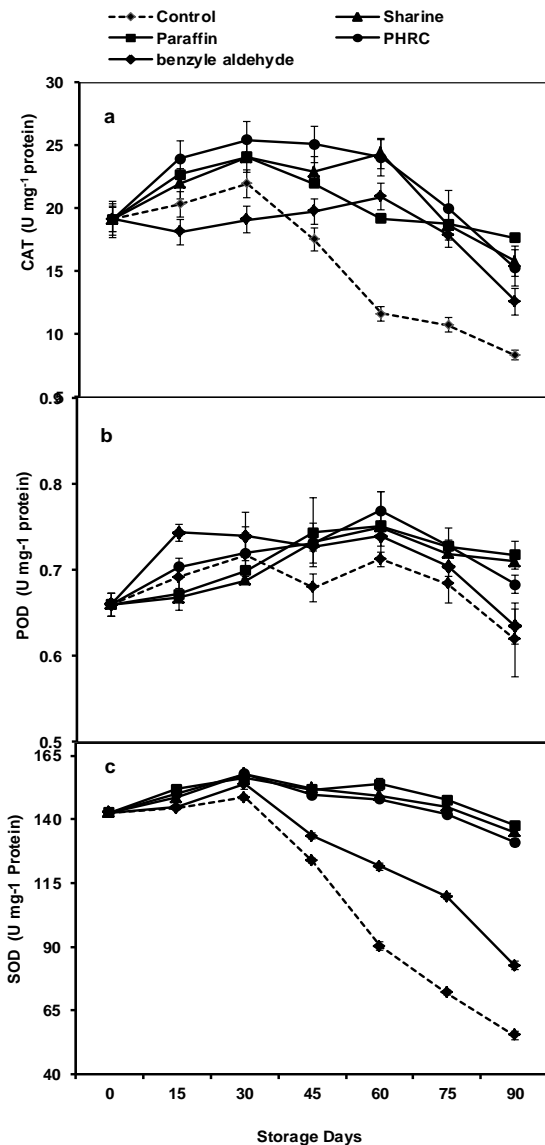 Control
Sharine
Paraffin
PHRC
benzyle aldehyde
a
CAT (U mg-1 protein)
30
25
20
15
10
5
b
POD (U mg-1 protein)
0.9
0.8
0.7
0.6
0.5
c
SOD (U mg-1 Protein)
165
140
115
90
65
40
0 15 30 45 60 75 90
Storage Days